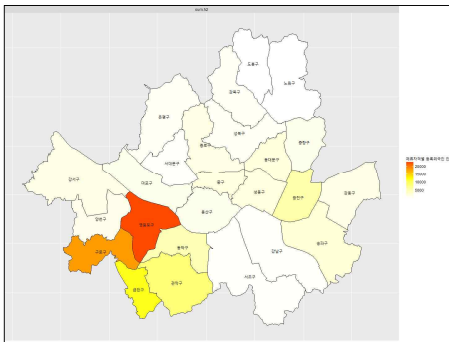 도봉구
노원구
강북구
은평구
성북구
중랑구
종로구
서대문구
동대문구
강서구
마포구
중구
성동구
광진구
강동구
양천구
영등포구
용산구
구로구
동작구
송파구
강남구
관악구
금천구
서초구
20000
15000
10000
5000